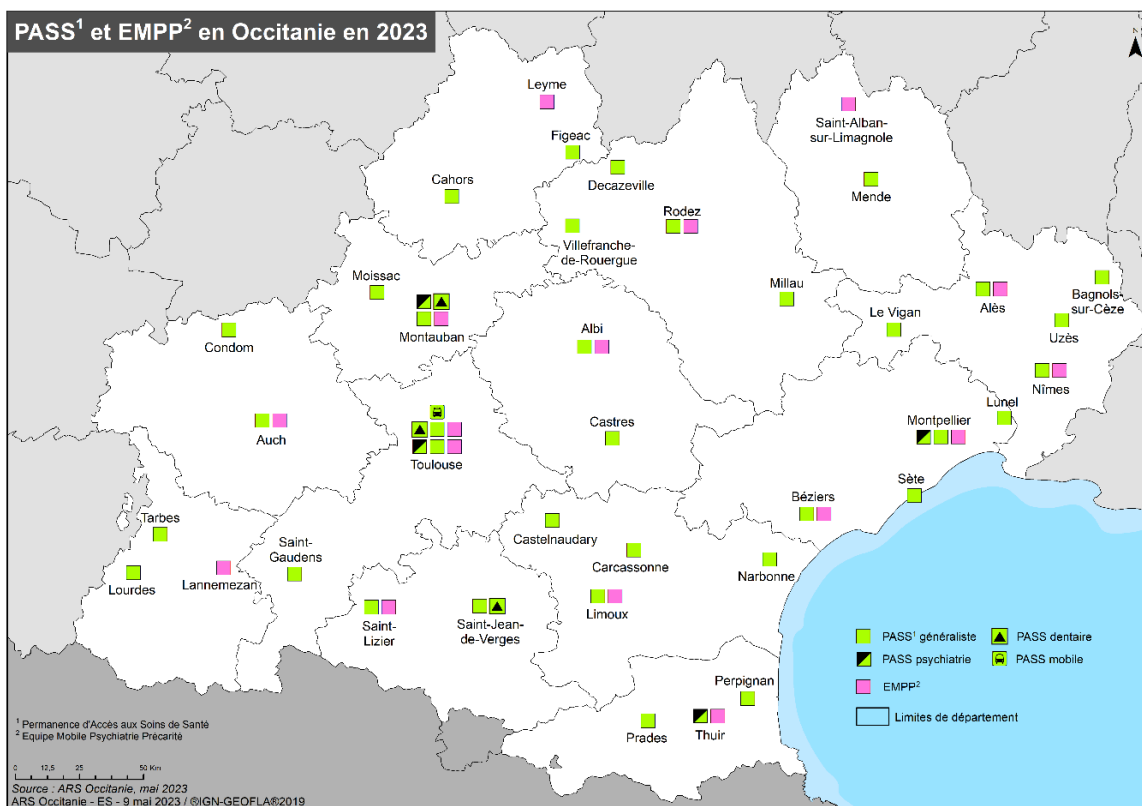 PASS¹ et EMPP² en Occitanie en 2023
N
Leyme
Saint-Alban-
sur-Limagnole
Figeac
Decazeville
Cahors
Mende
Rodez
Villefranche-
de-Rouergue
Moissac
Millau
Bagnols-
sur-Cèze
Alès
Le Vigan
Uzès
Montauban
Condom
Albi
Nîmes
Lunel
Auch
Castres
Montpellier
Toulouse
Sète
Béziers
Tarbes
Castelnaudary
Saint-
Gaudens
Carcassonne
Narbonne
Lannemezan
Lourdes
Limoux
Saint-
Lizier
Saint-Jean-
de-Verges
PASS¹ généraliste
PASS dentaire
PASS psychiatrie
PASS mobile
EMPP²
Limites de département
Perpignan
Prades
Thuir
¹ Permanence d'Accès aux Soins de Santé
² Equipe Mobile Psychiatrie Précarité
0 12,5 25 50 Km
Source : ARS Occitanie, mai 2023
ARS Occitanie - ES - 9 mai 2023 / ®IGN-GEOFLA®2019